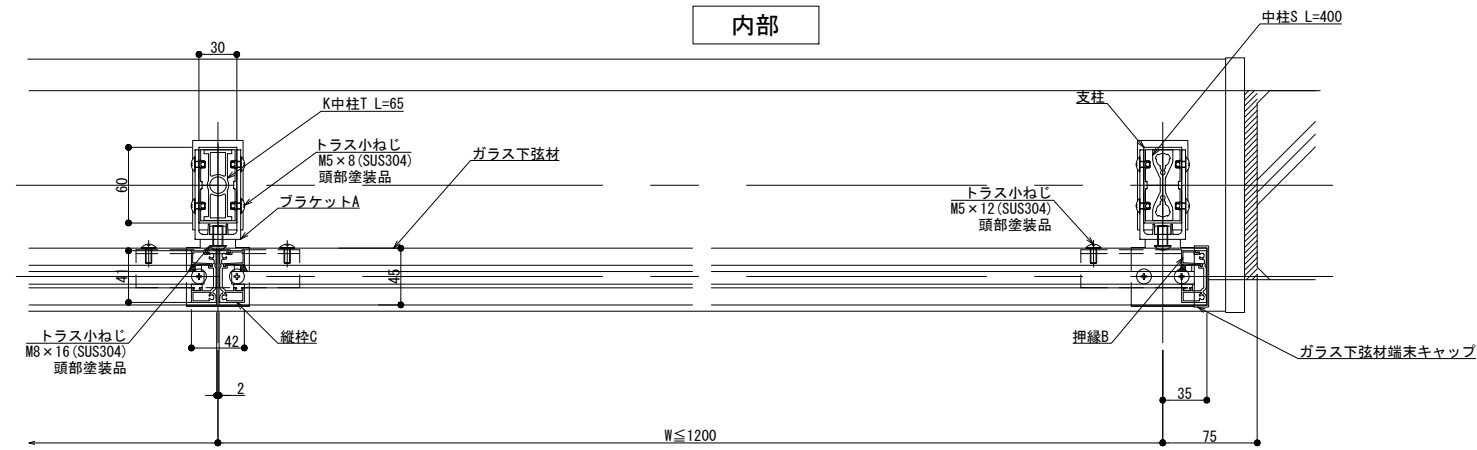 内部
中柱S L=400
30
K中柱T L=65
支柱
トラス小ねじ
M5×8(SUS304)
頭部塗装品
ガラス下弦材
60
トラス小ねじ
M5×12(SUS304)
頭部塗装品
ブラケットA
41
45
トラス小ねじ
M8×16(SUS304)
頭部塗装品
42
縦枠C
押縁B
ガラス下弦材端末キャップ
2
35
W≦1200
75